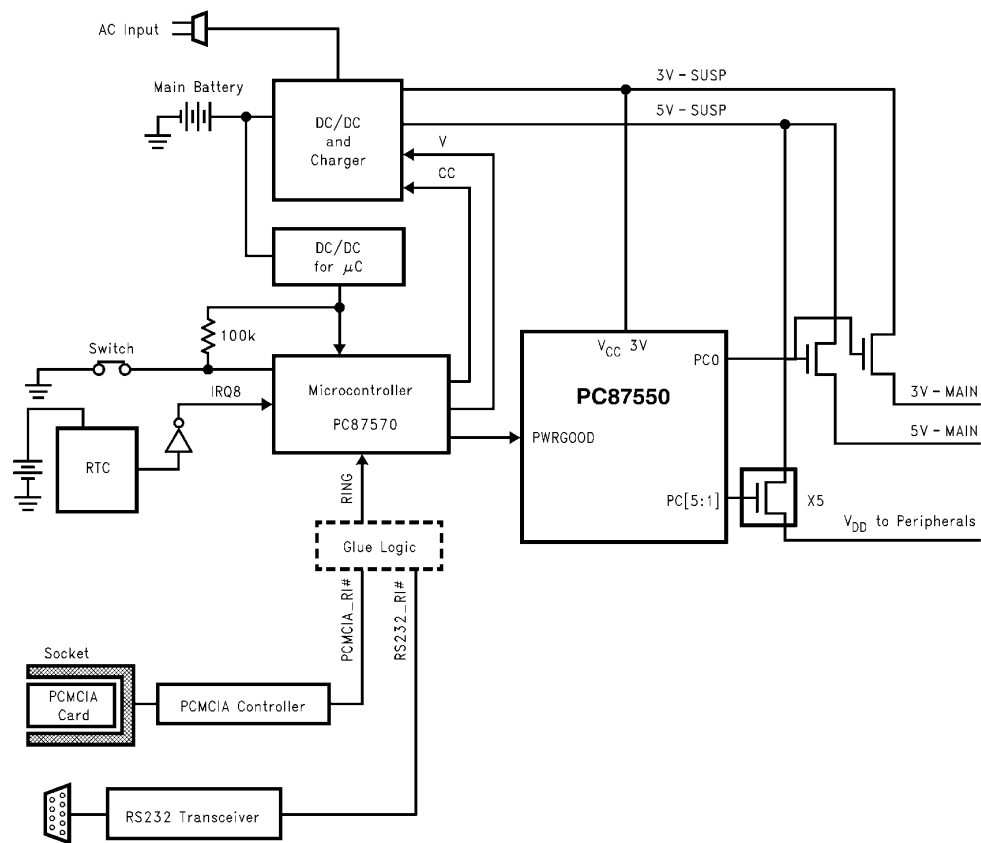 AC Input
3V-SUSP
Main Battery
5V-SUSP
DC/DC
and
Charger
V
CC
DC/DC
for μC
100k
Switch
VCC 3V
PC0
IRQ8
Microcontroller
PC87570
PC87550
3V-MAIN
5V-MAIN
PWRGOOD
RTC
RING
PC[5:1]
X5
VDD to Peripherals
Glue Logic
PCMCIA_RI#
RS232_RI#
Socket
PCMCIA
Card
PCMCIA Controller
RS232 Transceiver